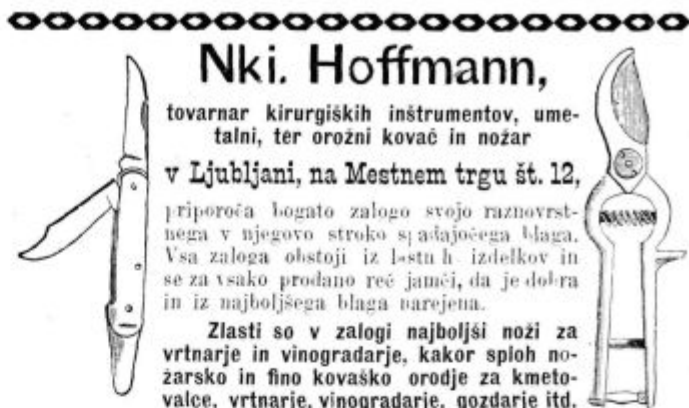 Nki. Hoffmann,
tovarnar kirurgiških inštrumentov, ume-
talni, ter orožni kovač in nožar
v Ljubljani, na Mestnem trgu št. 12,
priporoča bogato zalogo svojo raznovrst-
nega v njegovo stroko spadajočega blaga.
Vsa zaloga obstoji iz lastnih izdelkov in
se za vsako prodano reč jamči, da je dobra
in iz najboljšega blaga narejena.
Zlasti so v zalogi najboljši noži za
vrtnarje in vinogradarje, kakor sploh no-
žarsko in fino kovaško orodje za kmeto-
valce, vrtnarje, vinogradarje, gozdarje itd.